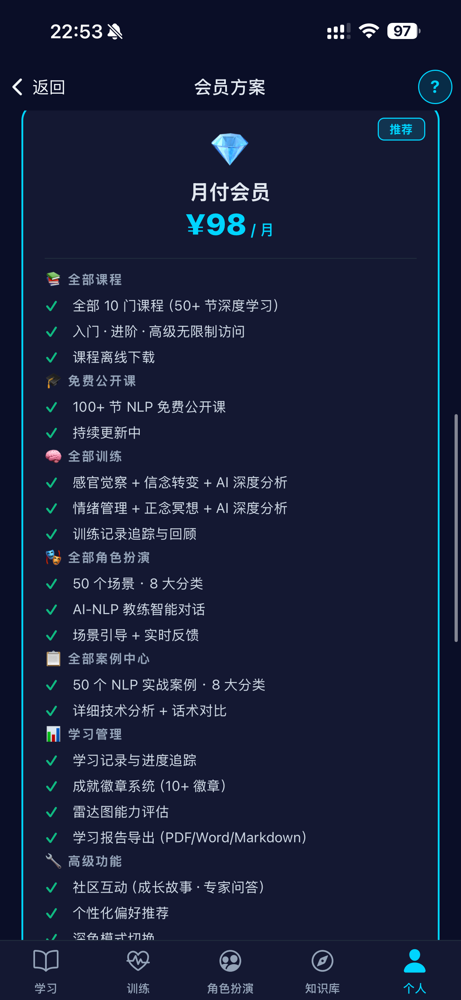 22:53
97
返回
会员方案
?
推荐
月付会员
¥98 / 月
全部课程
全部 10 门课程 (50+ 节深度学习)
入门 · 进阶 · 高级无限制访问
课程离线下载
免费公开课
100+ 节 NLP 免费公开课
持续更新中
全部训练
感官觉察 + 信念转变 + AI 深度分析
情绪管理 + 正念冥想 + AI 深度分析
训练记录追踪与回顾
全部角色扮演
50 个场景 · 8 大分类
AI-NLP 教练智能对话
场景引导 + 实时反馈
全部案例中心
50 个 NLP 实战案例 · 8 大分类
详细技术分析 + 话术对比
学习管理
学习记录与进度追踪
成就徽章系统 (10+ 徽章)
雷达图能力评估
学习报告导出 (PDF/Word/Markdown)
高级功能
社区互动 (成长故事 · 专家问答)
个性化偏好推荐
深色模式切换
学习
训练
角色扮演
知识库
个人